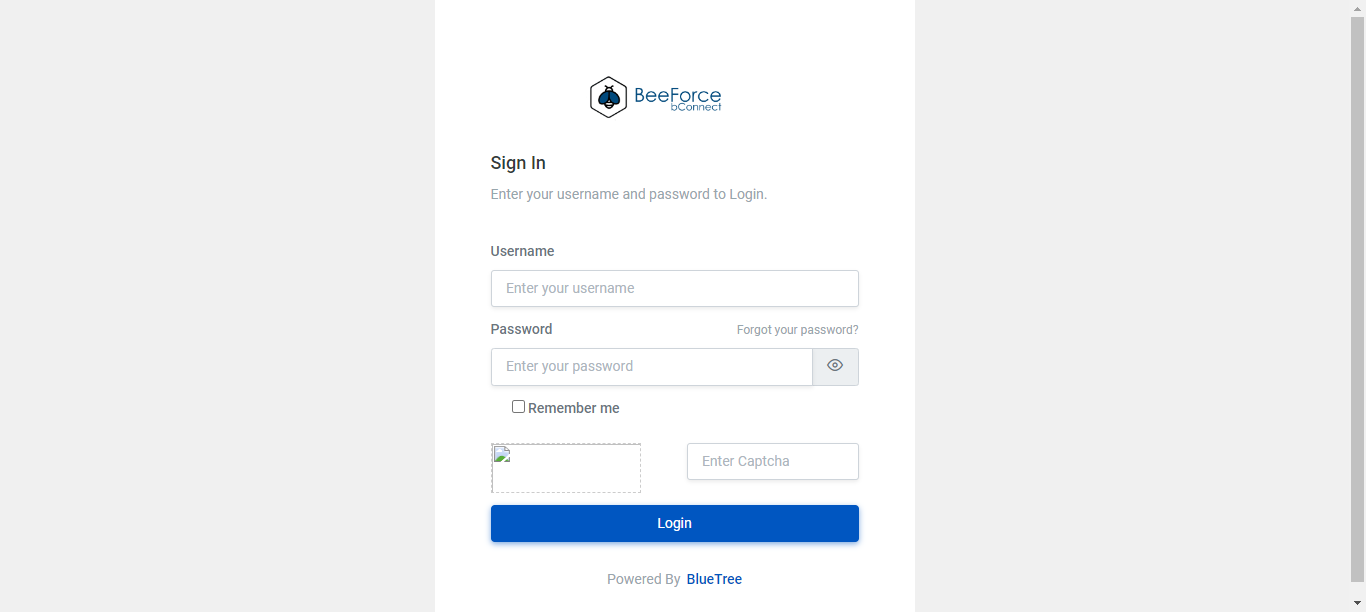 BeeForce
bConnect
Sign In
Enter your username and password to Login.
Username
Enter your username
Password
Forgot your password?
Enter your password
Remember me
Enter Captcha
Login
Powered By BlueTree